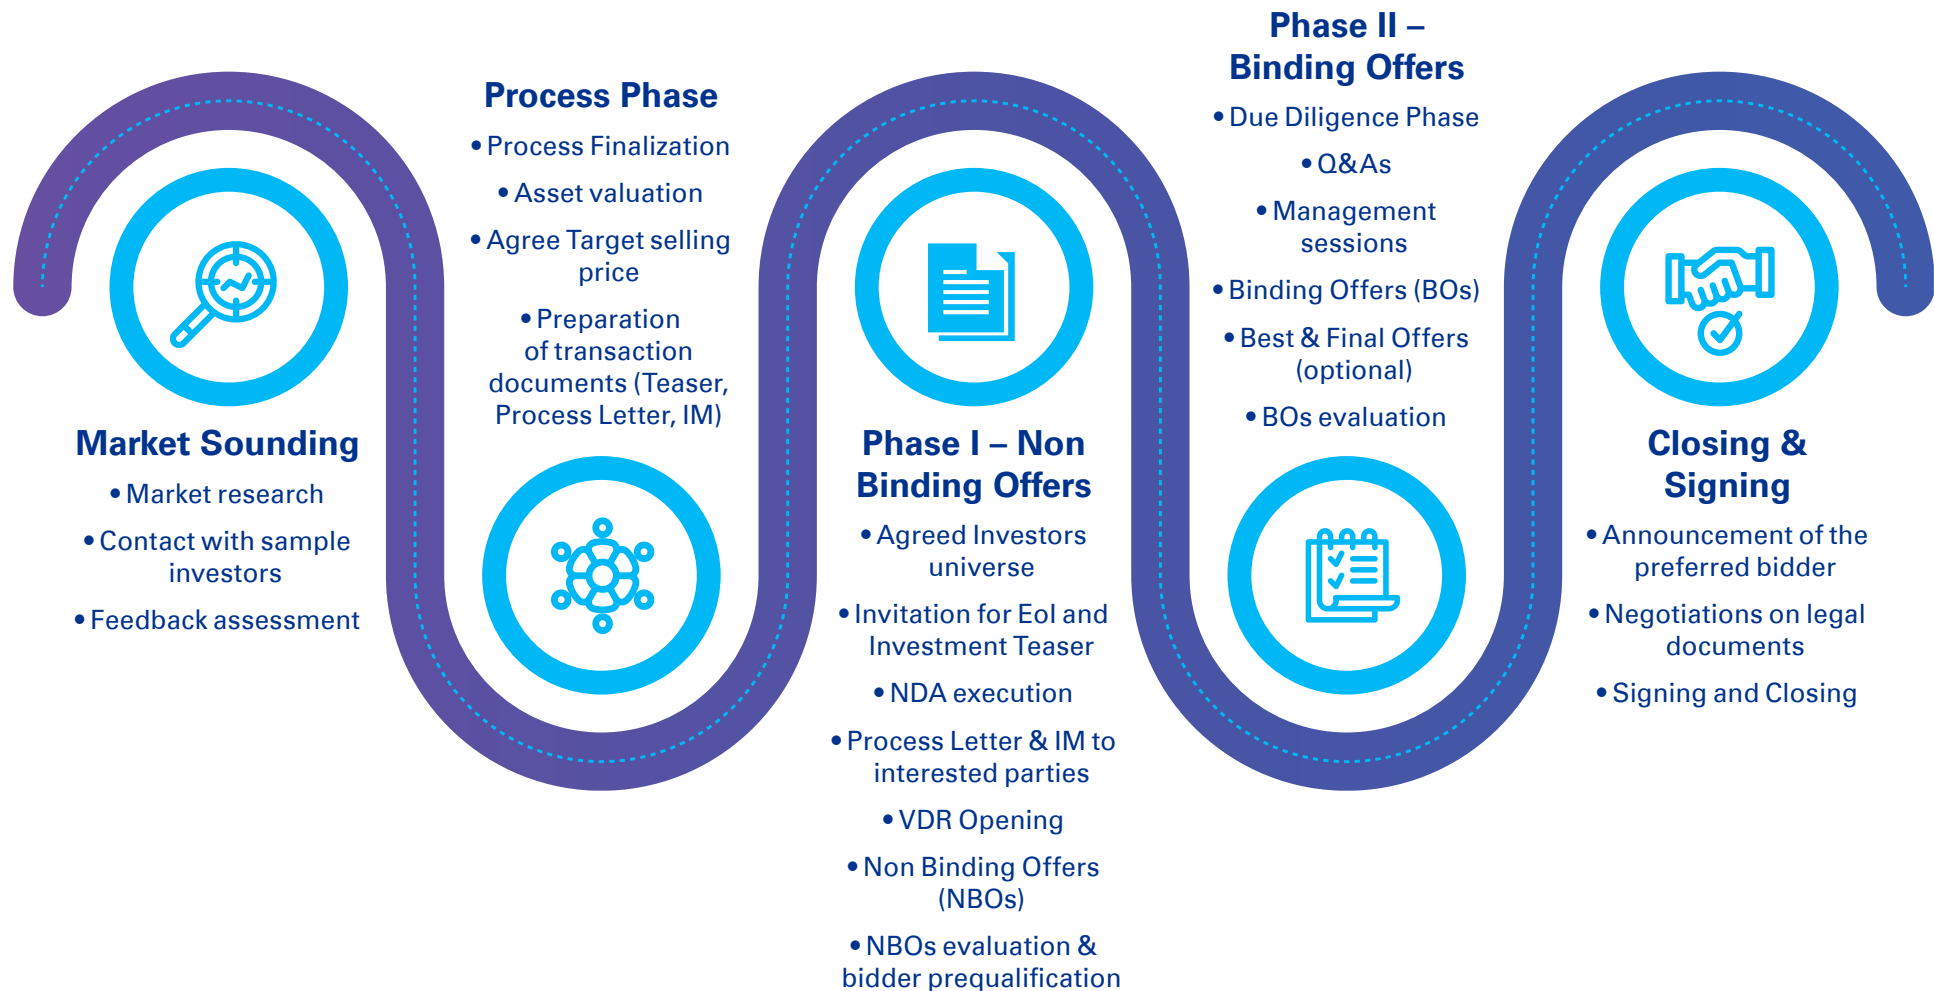 Market Sounding
• Market research
• Contact with sample
investors
• Feedback assessment
Process Phase
• Process Finalization
• Asset valuation
• Agree Target selling
price
• Preparation
of transaction
documents (Teaser,
Process Letter, IM)
Phase I – Non
Binding Offers
• Agreed Investors
universe
• Invitation for EoI and
Investment Teaser
• NDA execution
• Process Letter & IM to
interested parties
• VDR Opening
• Non Binding Offers
(NBOs)
• NBOs evaluation &
bidder prequalification
Phase II –
Binding Offers
• Due Diligence Phase
• Q&As
• Management
sessions
• Binding Offers (BOs)
• Best & Final Offers
(optional)
• BOs evaluation
Closing &
Signing
• Announcement of the
preferred bidder
• Negotiations on legal
documents
• Signing and Closing